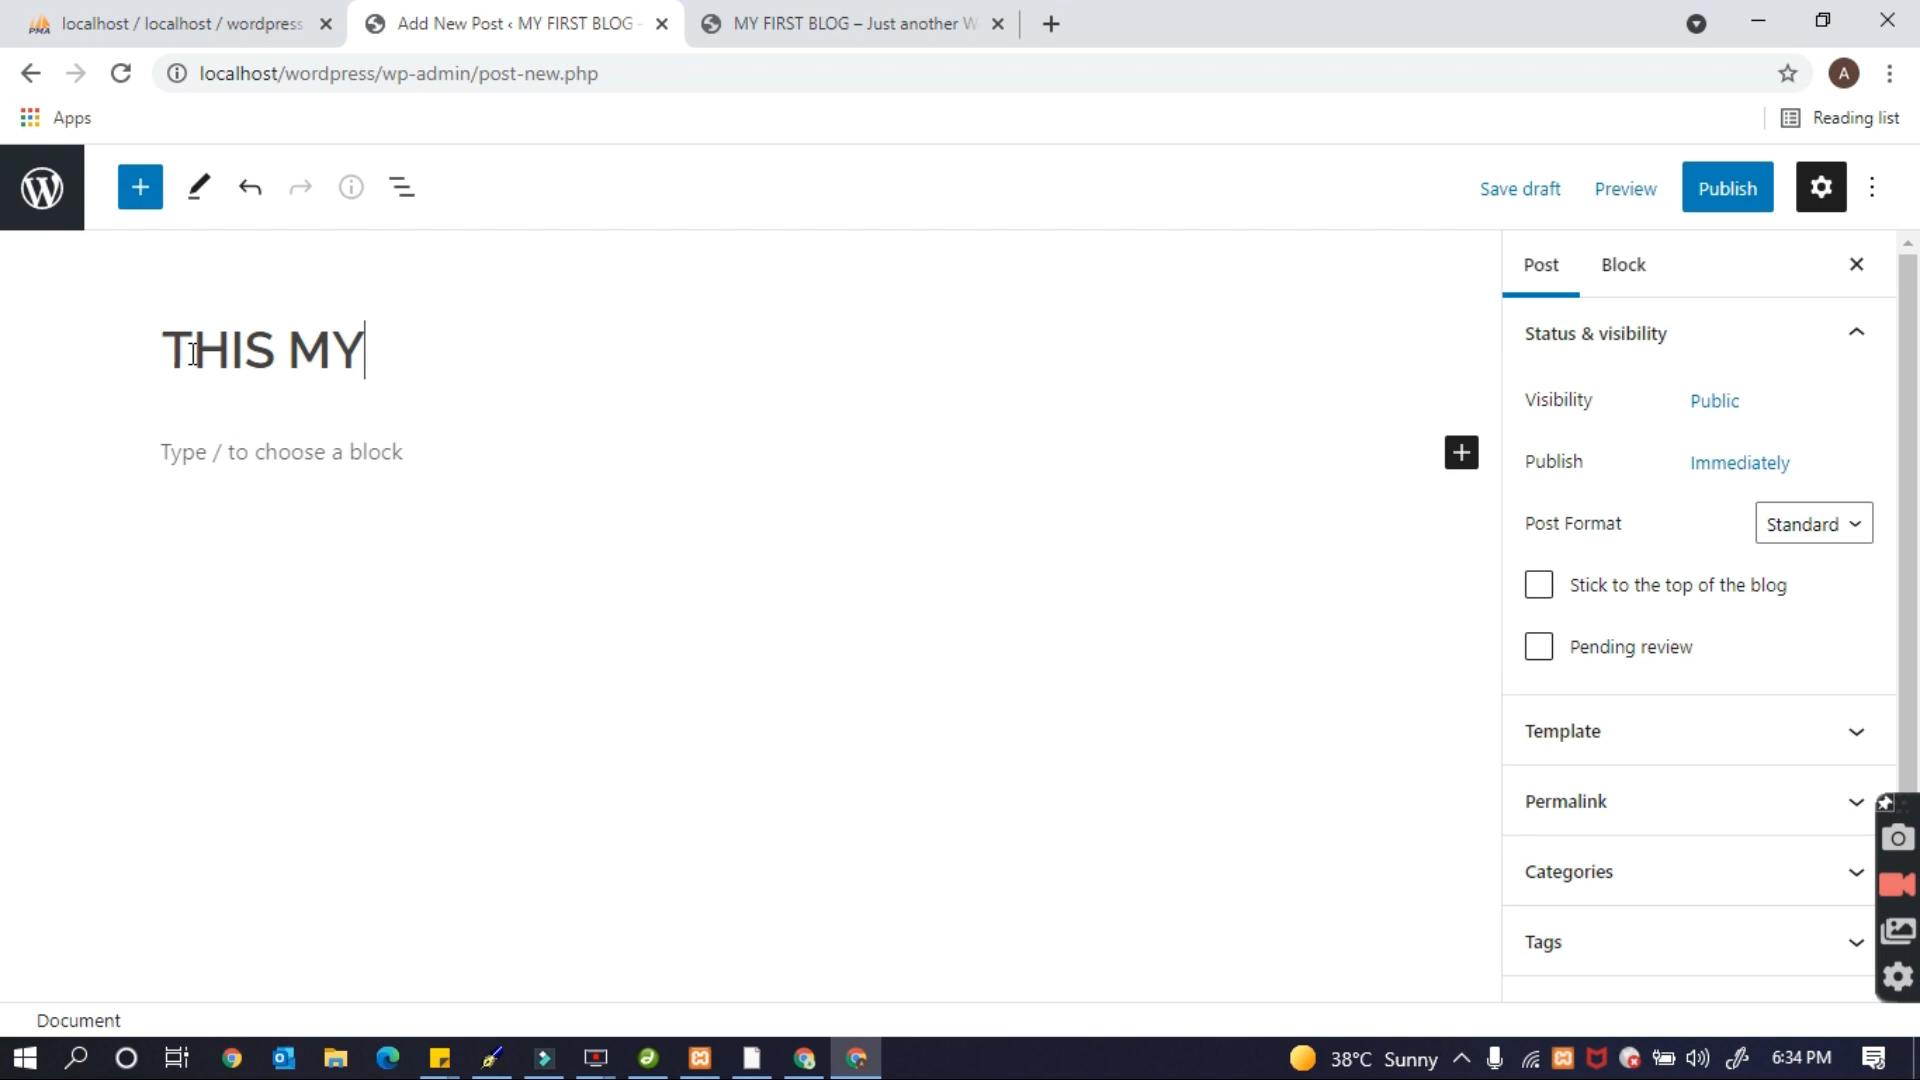 localhost / localhost / wordpress
Add New Post ‹ MY FIRST BLOG -
MY FIRST BLOG – Just another W
localhost/wordpress/wp-admin/post-new.php
A
Apps
Reading list
Save draft
Preview
Publish
THIS MY
Type / to choose a block
Post
Block
Status & visibility
Visibility
Public
Publish
Immediately
Post Format
Standard
Stick to the top of the blog
Pending review
Template
Permalink
Categories
Tags
Document
38°C Sunny
6:34 PM